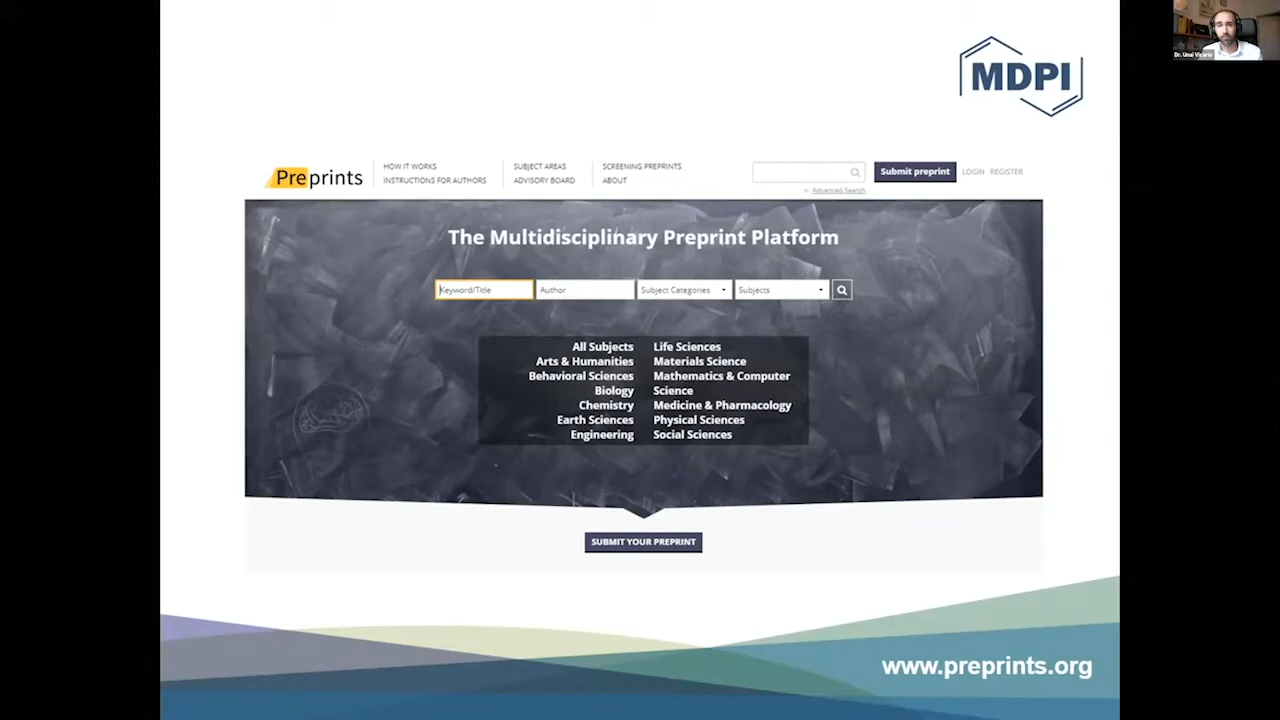 MDPI
Dr. Unai Vicario
Preprints
HOW IT WORKS
INSTRUCTIONS FOR AUTHORS
SUBJECT AREAS
ADVISORY BOARD
SCREENING PREPRINTS
ABOUT
Submit preprint
LOGIN
REGISTER
Advanced Search
The Multidisciplinary Preprint Platform
Keyword/Title
Author
Subject Categories
Subjects
All Subjects
Arts & Humanities
Behavioral Sciences
Biology
Chemistry
Earth Sciences
Engineering
Life Sciences
Materials Science
Mathematics & Computer
Science
Medicine & Pharmacology
Physical Sciences
Social Sciences
SUBMIT YOUR PREPRINT
www.preprints.org